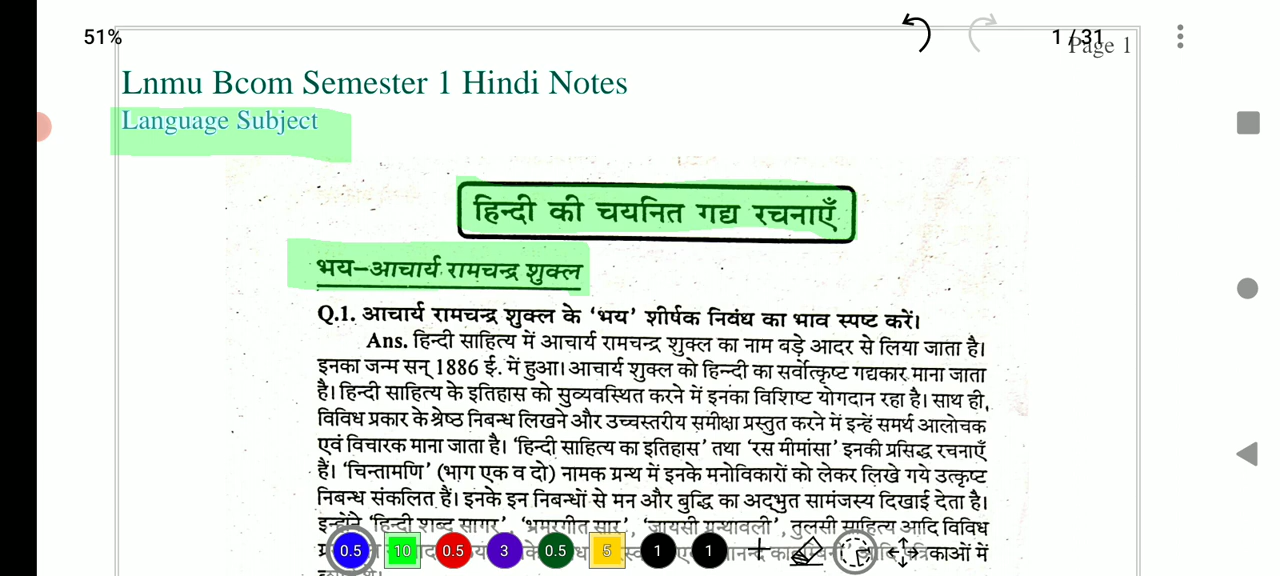 51%
1 / 31
Page 1
Lnmu Bcom Semester 1 Hindi Notes
Language Subject
हिन्दी की चयनित गद्य रचनाएँ
भय–आचार्य रामचन्द्र शुक्ल
Q.1. आचार्य रामचन्द्र शुक्ल के ‘भय’ शीर्षक निबंध का भाव स्पष्ट करें।
Ans. हिन्दी साहित्य में आचार्य रामचन्द्र शुक्ल का नाम बड़े आदर से लिया जाता है।
इनका जन्म सन् 1886 ई. में हुआ। आचार्य शुक्ल को हिन्दी का सर्वोत्कृष्ट गद्यकार माना जाता
है। हिन्दी साहित्य के इतिहास को सुव्यवस्थित करने में इनका विशिष्ट योगदान रहा है। साथ ही,
विविध प्रकार के श्रेष्ठ निबन्ध लिखने और उच्चस्तरीय समीक्षा प्रस्तुत करने में इन्हें समर्थ आलोचक
एवं विचारक माना जाता है। ‘हिन्दी साहित्य का इतिहास’ तथा ‘रस मीमांसा’ इनकी प्रसिद्ध रचनाएँ
हैं। ‘चिन्तामणि’ (भाग एक व दो) नामक ग्रन्थ में इनके मनोविकारों को लेकर लिखे गये उत्कृष्ट
निबन्ध संकलित हैं। इनके इन निबन्धों से मन और बुद्धि का अद्भुत सामंजस्य दिखाई देता है।
इन्होंने ‘हिन्दी शब्द सागर’, ‘भ्रमरगीत सार’, ‘जायसी ग्रन्थावली’, तुलसी साहित्य आदि विविध
पत्रिकाओं में
0.5 10 0.5 3 0.5 5 1 1